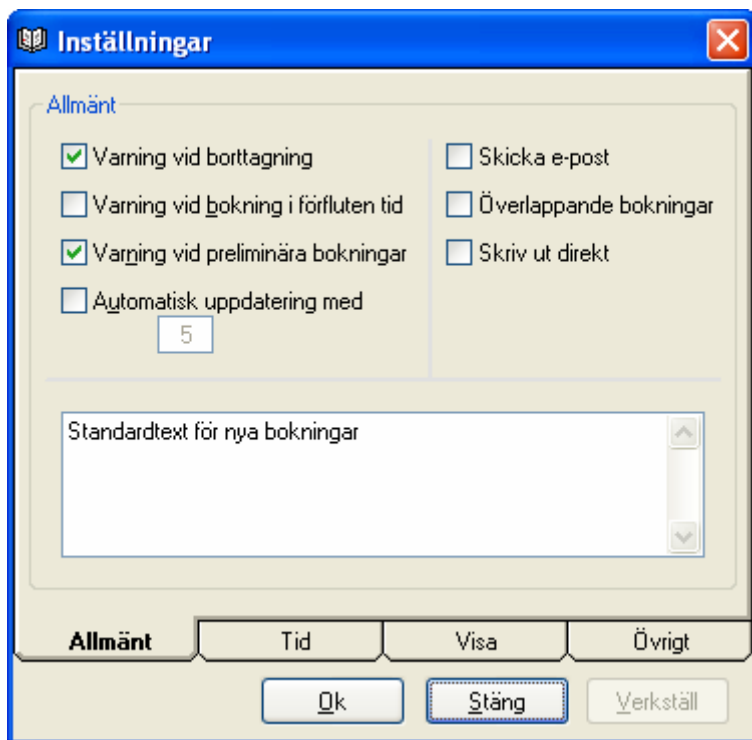 Inställningar
Allmänt
Varning vid borttagning
Varning vid bokning i förfluten tid
Varning vid preliminära bokningar
Automatisk uppdatering med
5
Skicka e-post
Överlappande bokningar
Skriv ut direkt
Standardtext för nya bokningar
Allmänt Tid Visa Övrigt
Ok Stäng Verkställ